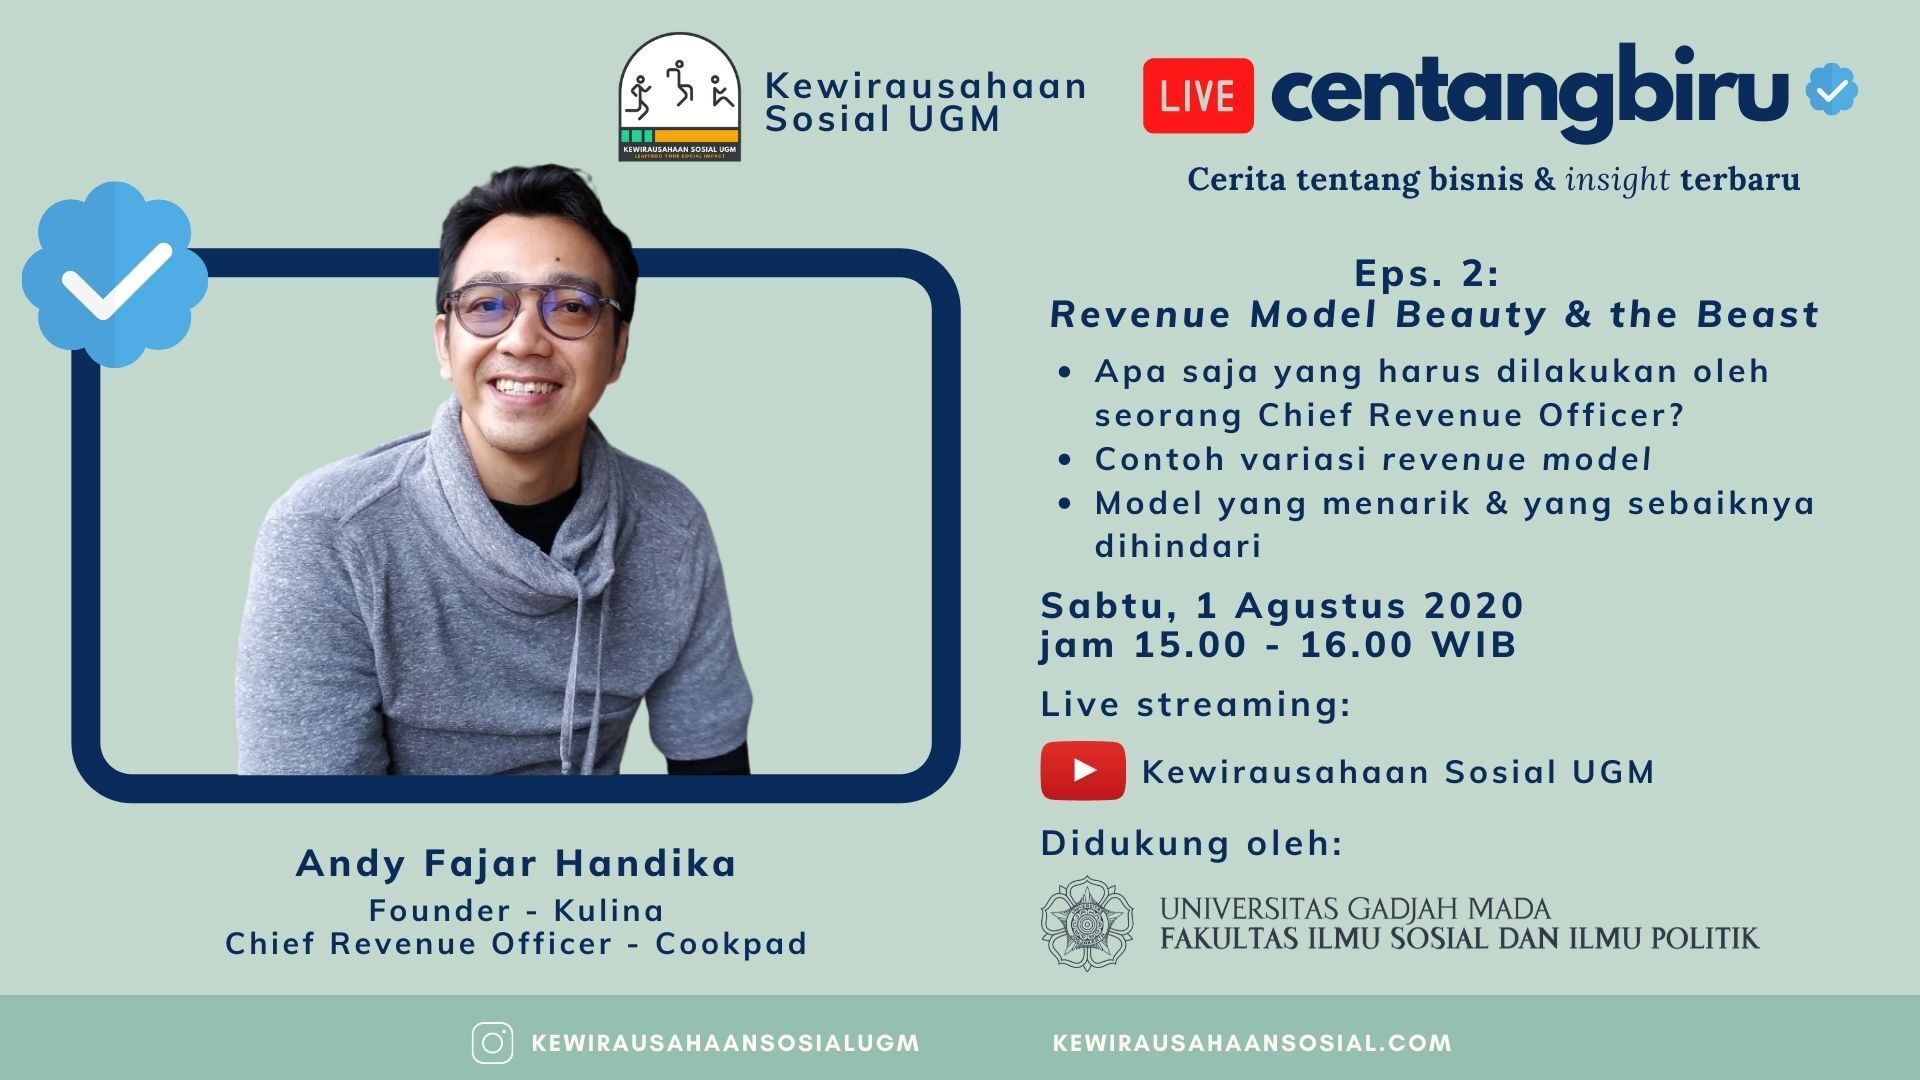 KEWIRAUSAHAAN SOSIAL UGM
LEAPFROG YOUR SOCIAL IMPACT
Kewirausahaan
Sosial UGM
LIVE centangbiru
Cerita tentang bisnis & insight terbaru
Eps. 2:
Revenue Model Beauty & the Beast
• Apa saja yang harus dilakukan oleh
seorang Chief Revenue Officer?
• Contoh variasi revenue model
• Model yang menarik & yang sebaiknya
dihindari
Sabtu, 1 Agustus 2020
jam 15.00 - 16.00 WIB
Live streaming:
Kewirausahaan Sosial UGM
Didukung oleh:
UNIVERSITAS GADJAH MADA
FAKULTAS ILMU SOSIAL DAN ILMU POLITIK
Andy Fajar Handika
Founder - Kulina
Chief Revenue Officer - Cookpad
KEWIRAUSAHAANSOSIALUGM
KEWIRAUSAHAANSOSIAL.COM